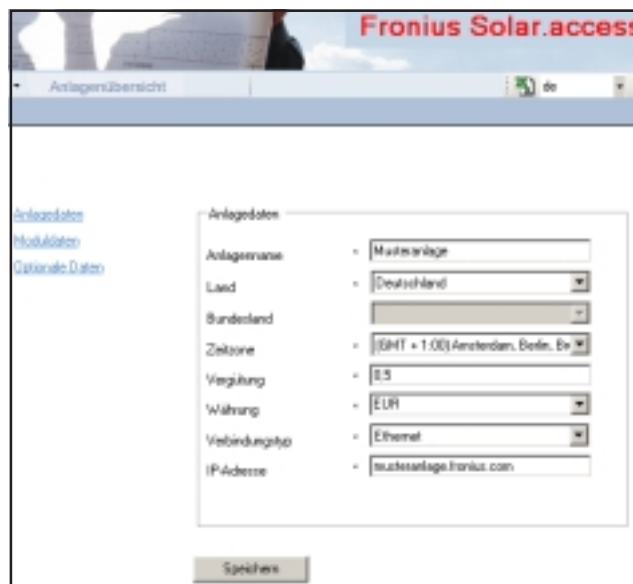 Fronius Solar.access
Anlagenübersicht
de
Anlagedaten
Moduldaten
Optionale Daten
Anlagedaten
Anlagenname
Musteranlage
Land
Deutschland
Bundesland
Zeitzone
(GMT + 1:00) Amsterdam, Berlin, Be
Vergütung
0,5
Währung
EUR
Verbindungstyp
Ethernet
IP-Adresse
musteranlage.fronius.com
Speichern